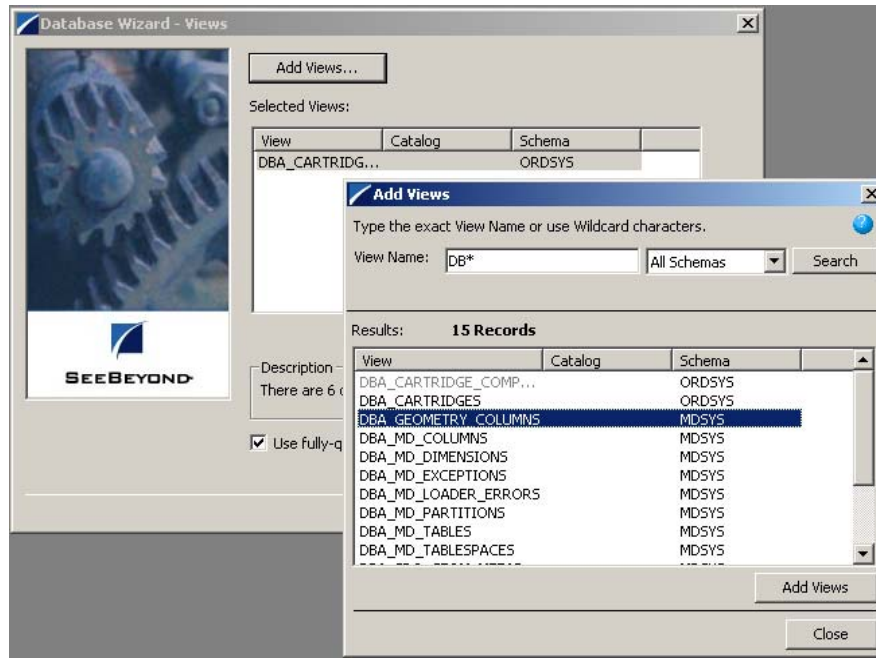 Database Wizard - Views
Add Views...
Selected Views:
View Catalog Schema
DBA_CARTRIDG... ORDSYS
SEEBEYOND
Description
There are 6
Use fully-q
Add Views
Type the exact View Name or use Wildcard characters.
View Name: DB* All Schemas Search
Results: 15 Records
View Catalog Schema
DBA_CARTRIDGE_COMP... ORDSYS
DBA_CARTRIDGES ORDSYS
DBA_GEOMETRY_COLUMNS MDSYS
DBA_MD_COLUMNS MDSYS
DBA_MD_DIMENSIONS MDSYS
DBA_MD_EXCEPTIONS MDSYS
DBA_MD_LOADER_ERRORS MDSYS
DBA_MD_PARTITIONS MDSYS
DBA_MD_TABLES MDSYS
DBA_MD_TABLESPACES MDSYS
Add Views
Close